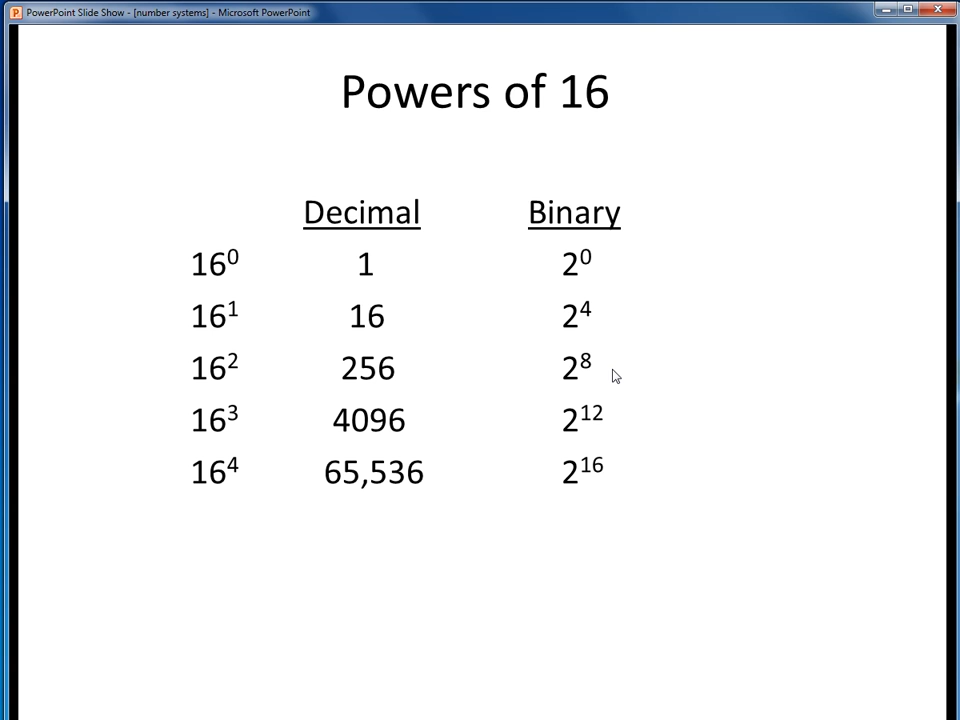 PowerPoint Slide Show - [number systems] - Microsoft PowerPoint
Powers of 16
Decimal Binary
16⁰ 1 2⁰
16¹ 16 2⁴
16² 256 2⁸
16³ 4096 2¹²
16⁴ 65,536 2¹⁶